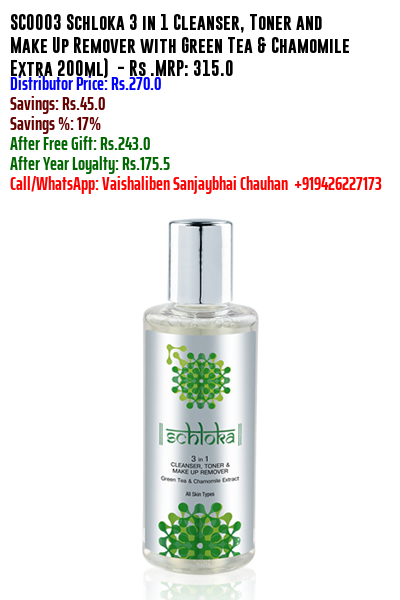 SC0003 Schloka 3 in 1 Cleanser, Toner and
Make Up Remover with Green Tea & Chamomile
Extra 200ml)  - Rs .MRP: 315.0
Distributor Price: Rs.270.0
Savings: Rs.45.0
Savings %: 17%
After Free Gift: Rs.243.0
After Year Loyalty: Rs.175.5
Call/WhatsApp: Vaishaliben Sanjaybhai Chauhan  +919426227173
schloka
3 in 1
CLEANSER, TONER &
MAKE UP REMOVER
Green Tea & Chamomile Extract
All Skin Types